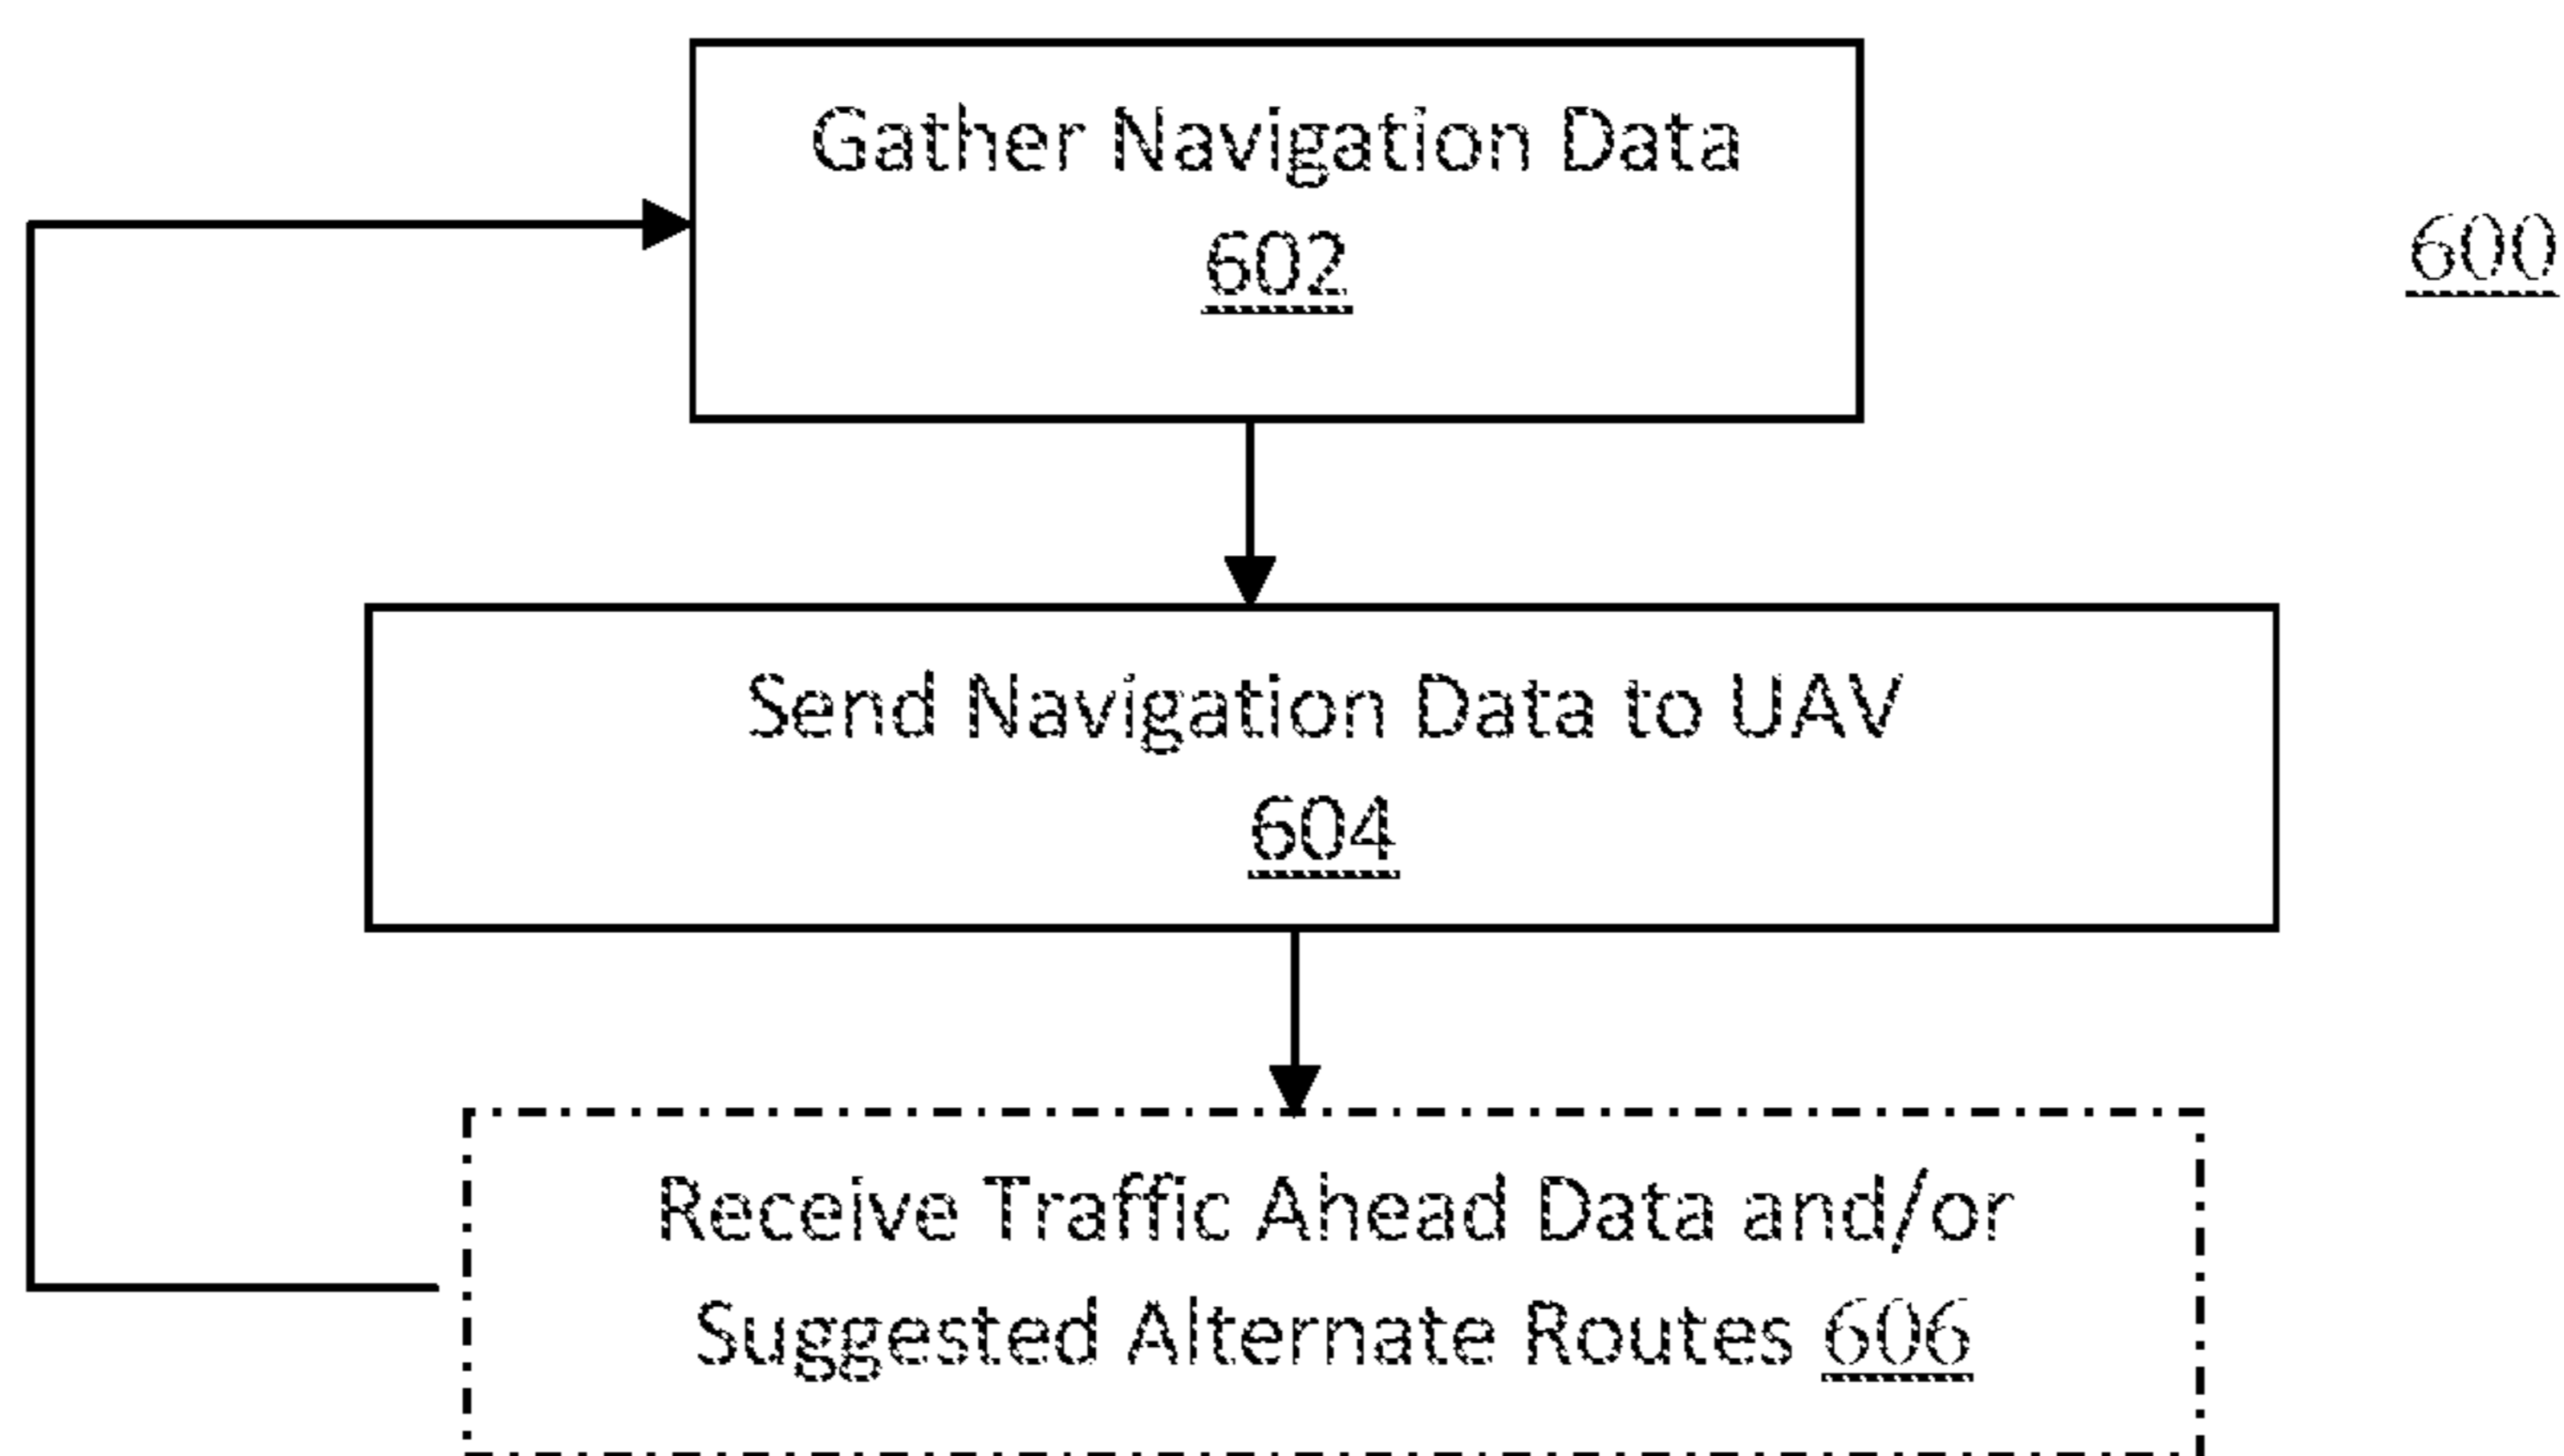 Gather Navigation Data
602
600
Send Navigation Data to UAV
604
Receive Traffic Ahead Data and/or
Suggested Alternate Routes 606